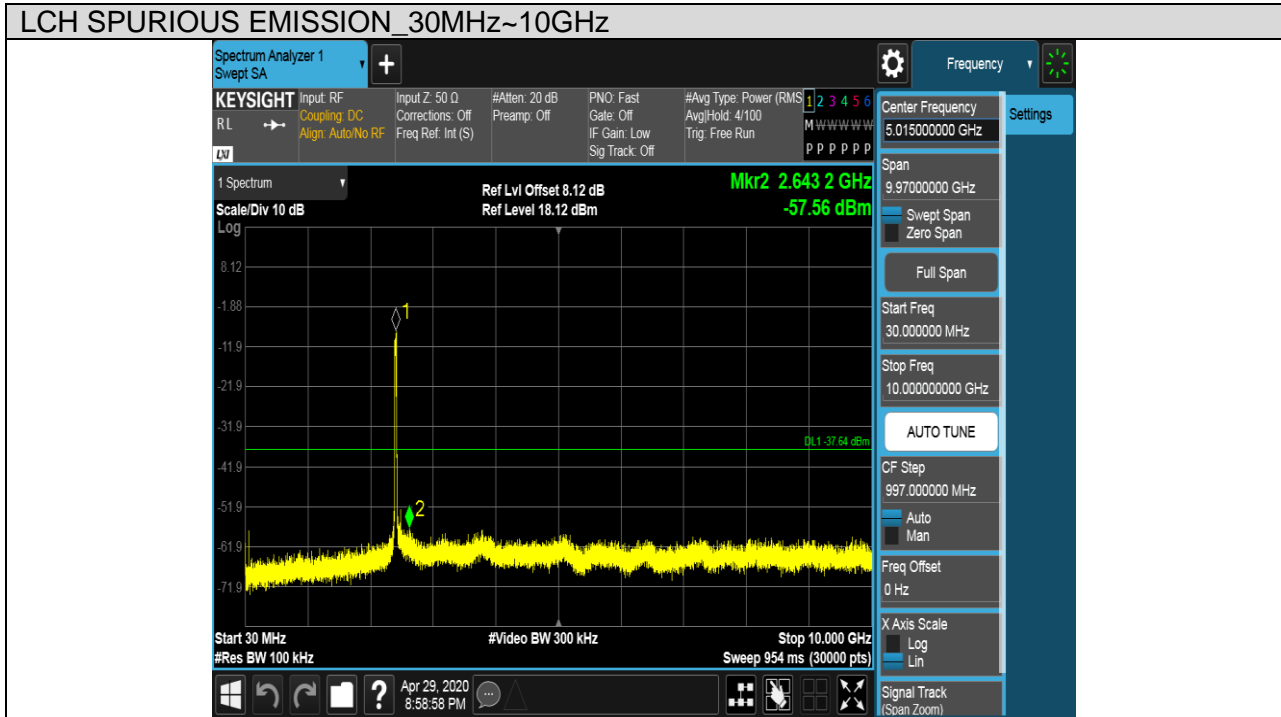 LCH SPURIOUS EMISSION_30MHz~10GHz
Spectrum Analyzer 1
Swept SA
+
Frequency
KEYSIGHT
RL
LXI
Input: RF
Coupling: DC
Align: Auto/No RF
Input Z: 50 Ω
Corrections: Off
Freq Ref: Int (S)
#Atten: 20 dB
Preamp: Off
PNO: Fast
Gate: Off
IF Gain: Low
Sig Track: Off
#Avg Type: Power (RMS
Avg|Hold: 4/100
Trig: Free Run
1 2 3 4 5 6
M W W W W W
P P P P P P
1 Spectrum
Scale/Div 10 dB
Log
Ref Lvl Offset 8.12 dB
Ref Level 18.12 dBm
Mkr2 2.643 2 GHz
-57.56 dBm
8.12
-1.88
-11.9
-21.9
-31.9
-41.9
-51.9
-61.9
-71.9
1
2
DL1 -37.64 dBm
Start 30 MHz
#Res BW 100 kHz
#Video BW 300 kHz
Stop 10.000 GHz
Sweep 954 ms (30000 pts)
?
Apr 29, 2020
8:58:58 PM
Center Frequency
5.015000000 GHz
Settings
Span
9.97000000 GHz
Swept Span
Zero Span
Full Span
Start Freq
30.000000 MHz
Stop Freq
10.000000000 GHz
AUTO TUNE
CF Step
997.000000 MHz
Auto
Man
Freq Offset
0 Hz
X Axis Scale
Log
Lin
Signal Track
(Span Zoom)